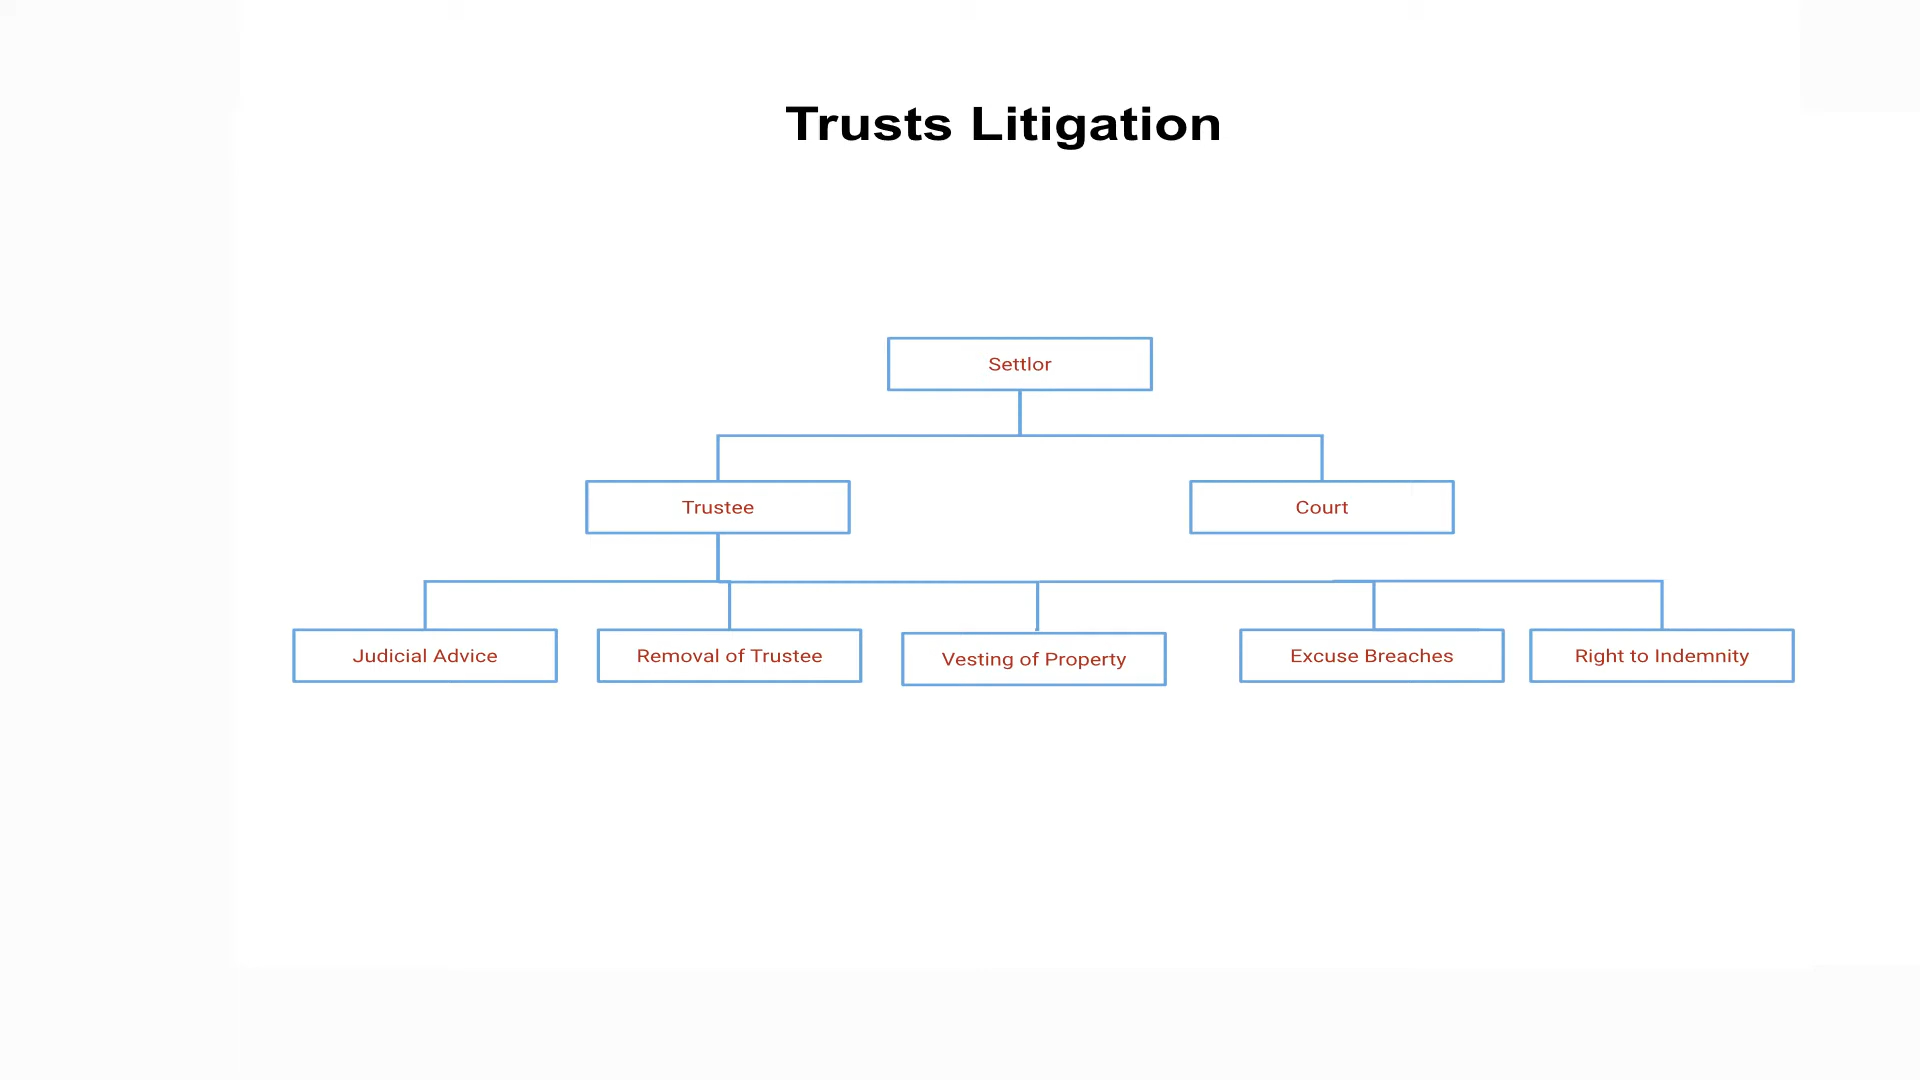 Trusts Litigation
Settlor
Trustee
Court
Judicial Advice
Removal of Trustee
Vesting of Property
Excuse Breaches
Right to Indemnity